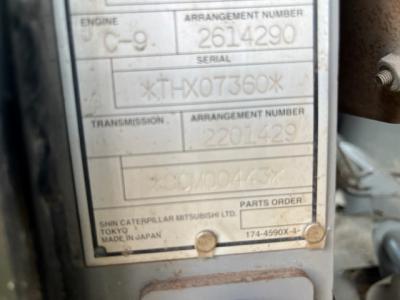 ENGINE ARRANGEMENT NUMBER
C-9 2614290
SERIAL
*THX07360*
TRANSMISSION ARRANGEMENT NUMBER
2201429
PARTS ORDER
SHIN CATERPILLAR MITSUBISHI LTD.
TOKYO
MADE IN JAPAN 174-4590X-4-